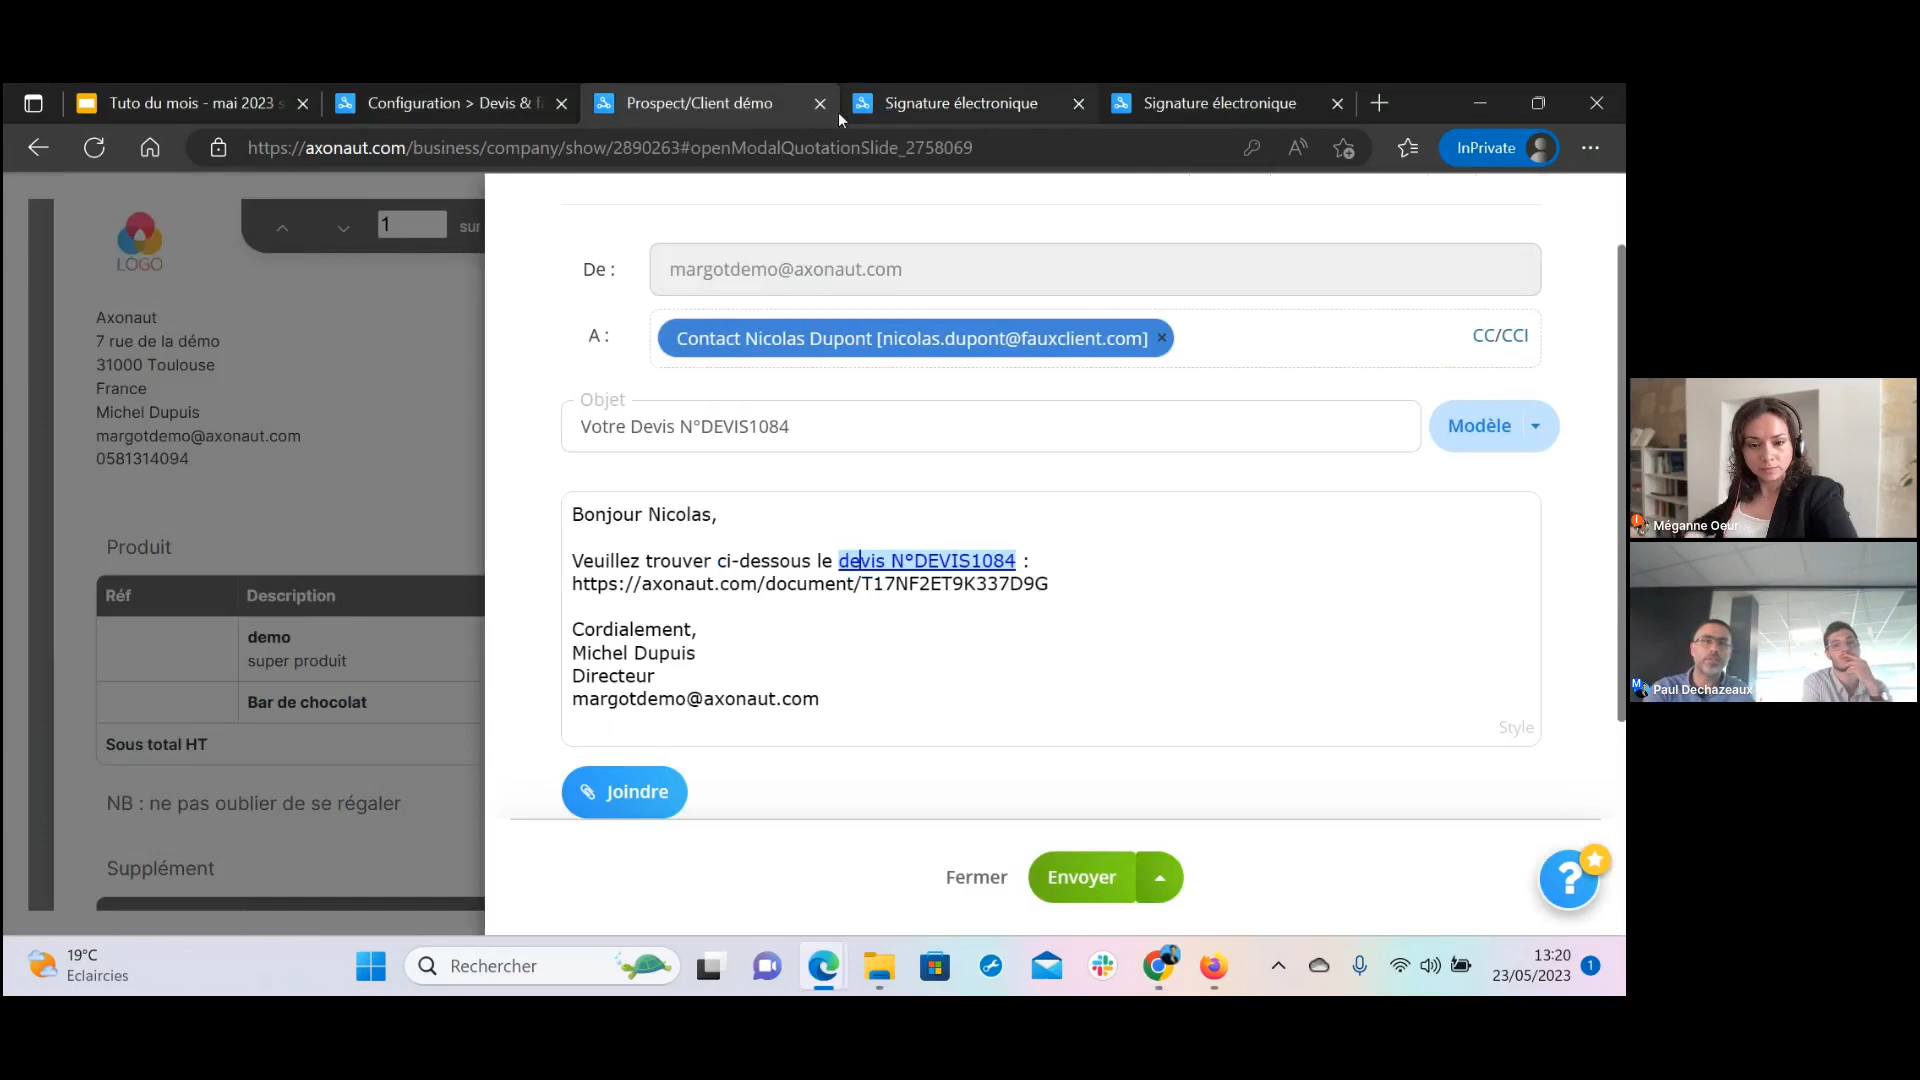 Tuto du mois - mai 2023 s
Configuration > Devis & f
Prospect/Client démo
Signature électronique
Signature électronique
https://axonaut.com/business/company/show/2890263#openModalQuotationSlide_2758069
InPrivate
LOGO
1
sur
Axonaut
7 rue de la démo
31000 Toulouse
France
Michel Dupuis
margotdemo@axonaut.com
0581314094
Produit
Réf Description
demo
super produit
Bar de chocolat
Sous total HT
NB : ne pas oublier de se régaler
Supplément
De :
margotdemo@axonaut.com
A :
Contact Nicolas Dupont [nicolas.dupont@fauxclient.com] ×
CC/CCI
Objet
Votre Devis N°DEVIS1084
Modèle
Bonjour Nicolas,
Veuillez trouver ci-dessous le devis N°DEVIS1084 :
https://axonaut.com/document/T17NF2ET9K337D9G
Cordialement,
Michel Dupuis
Directeur
margotdemo@axonaut.com
Style
Joindre
Fermer
Envoyer
?
Méganne Oeur
Paul Dechazeaux
19°C
Eclaircies
Rechercher
13:20
23/05/2023
1